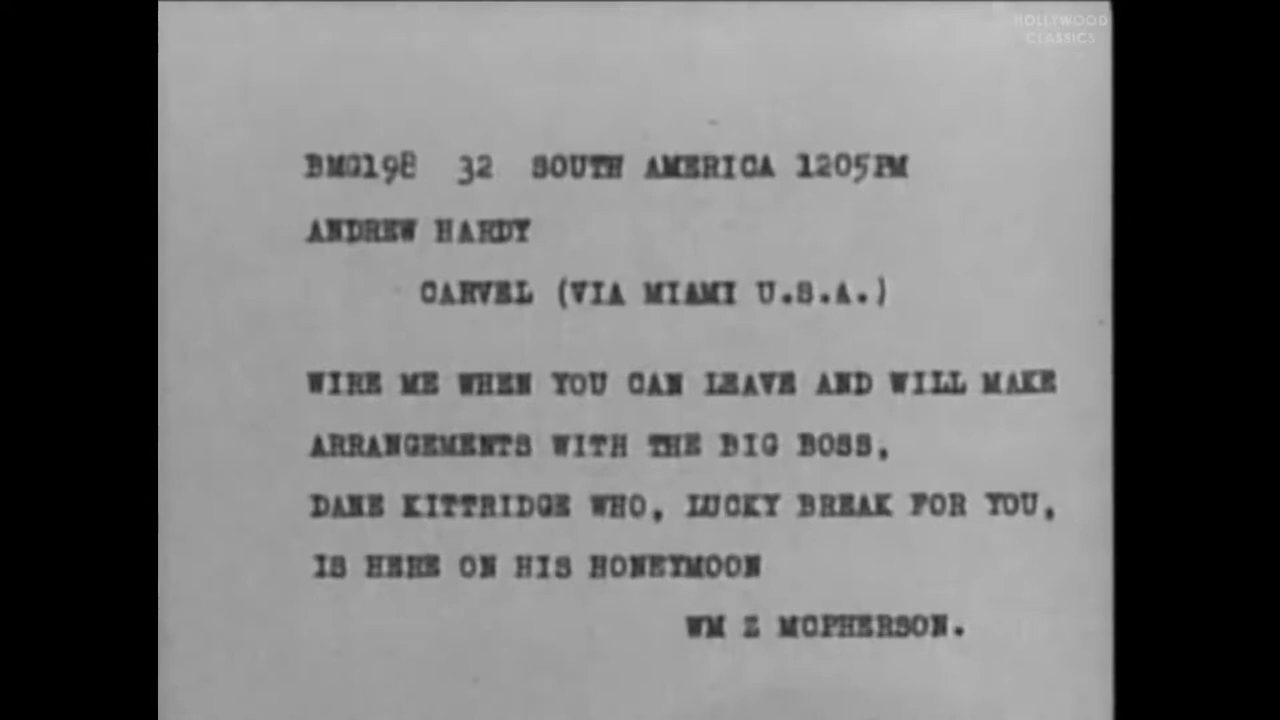 HOLLYWOOD
CLASSICS
BMG198 32 SOUTH AMERICA 1205PM
ANDREW HARDY
CARVEL (VIA MIAMI U.S.A.)
WIRE ME WHEN YOU CAN LEAVE AND WILL MAKE
ARRANGEMENTS WITH THE BIG BOSS,
DANE KITTRIDGE WHO, LUCKY BREAK FOR YOU,
IS HERE ON HIS HONEYMOON
WM Z MCPHERSON.